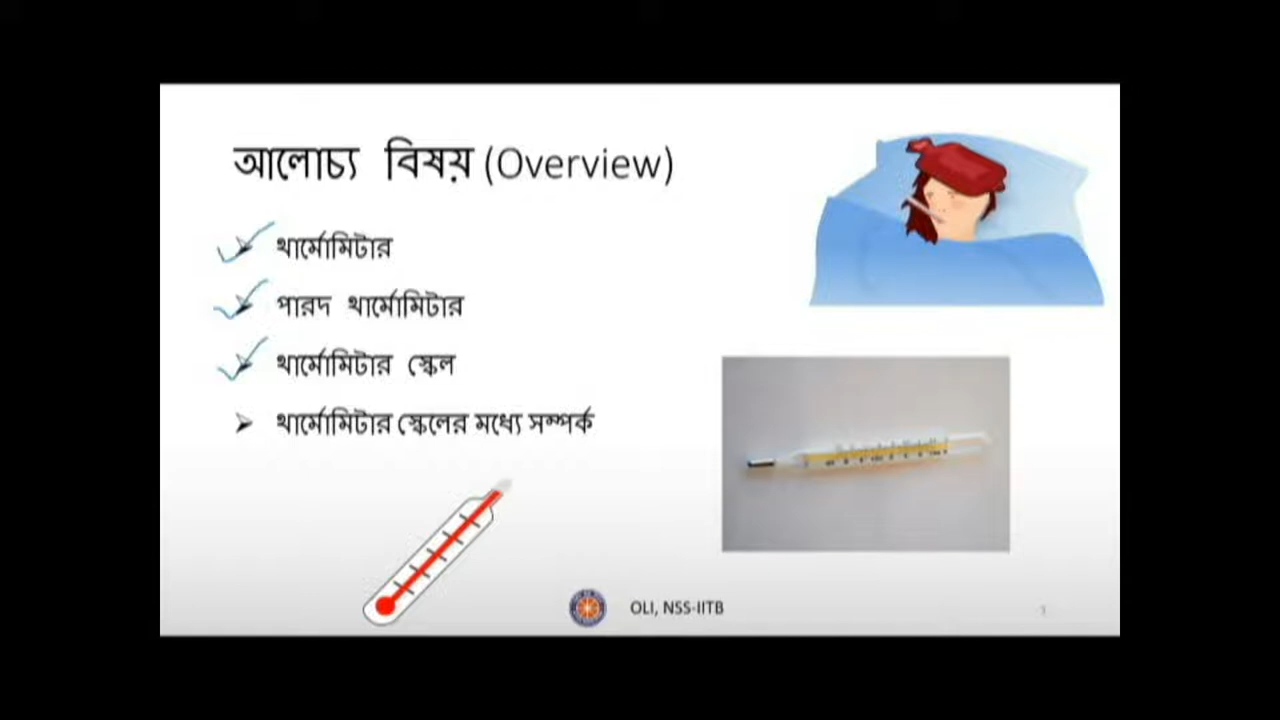 আলোচ্য বিষয় (Overview)
থার্মোমিটার
পারদ থার্মোমিটার
থার্মোমিটার স্কেল
থার্মোমিটার স্কেলের মধ্যে সম্পর্ক
OLI, NSS-IITB